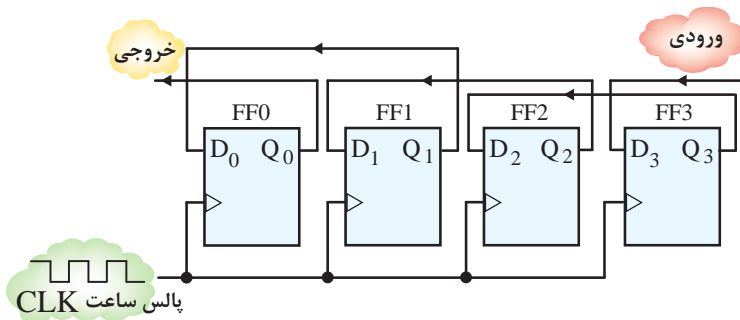 خروجی
ورودی
FF0 FF1 FF2 FF3
D0 Q0 D1 Q1 D2 Q2 D3 Q3
پالس ساعت CLK